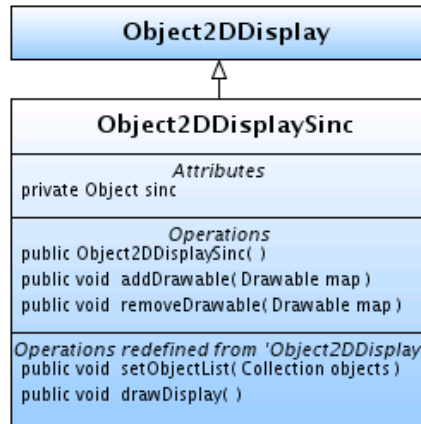 Object2DDisplay
Object2DDisplaySinc
Attributes
private Object sinc
Operations
public Object2DDisplaySinc( )
public void addDrawable( Drawable map )
public void removeDrawable( Drawable map )
Operations redefined from 'Object2DDisplay
public void setObjectList( Collection objects )
public void drawDisplay( )